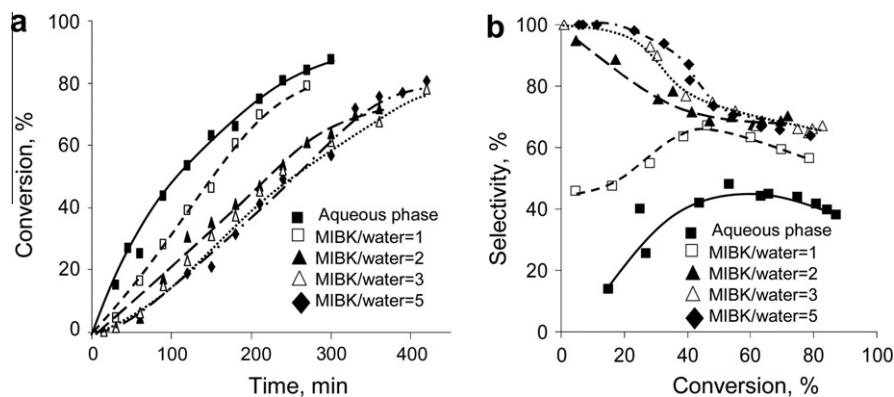 a
100
80
60
40
20
0
Conversion, %
0
100
200
300
400
Time, min
Aqueous phase
MIBK/water=1
MIBK/water=2
MIBK/water=3
MIBK/water=5
b
100
80
60
40
20
0
Selectivity, %
0
20
40
60
80
100
Conversion, %
Aqueous phase
MIBK/water=1
MIBK/water=2
MIBK/water=3
MIBK/water=5